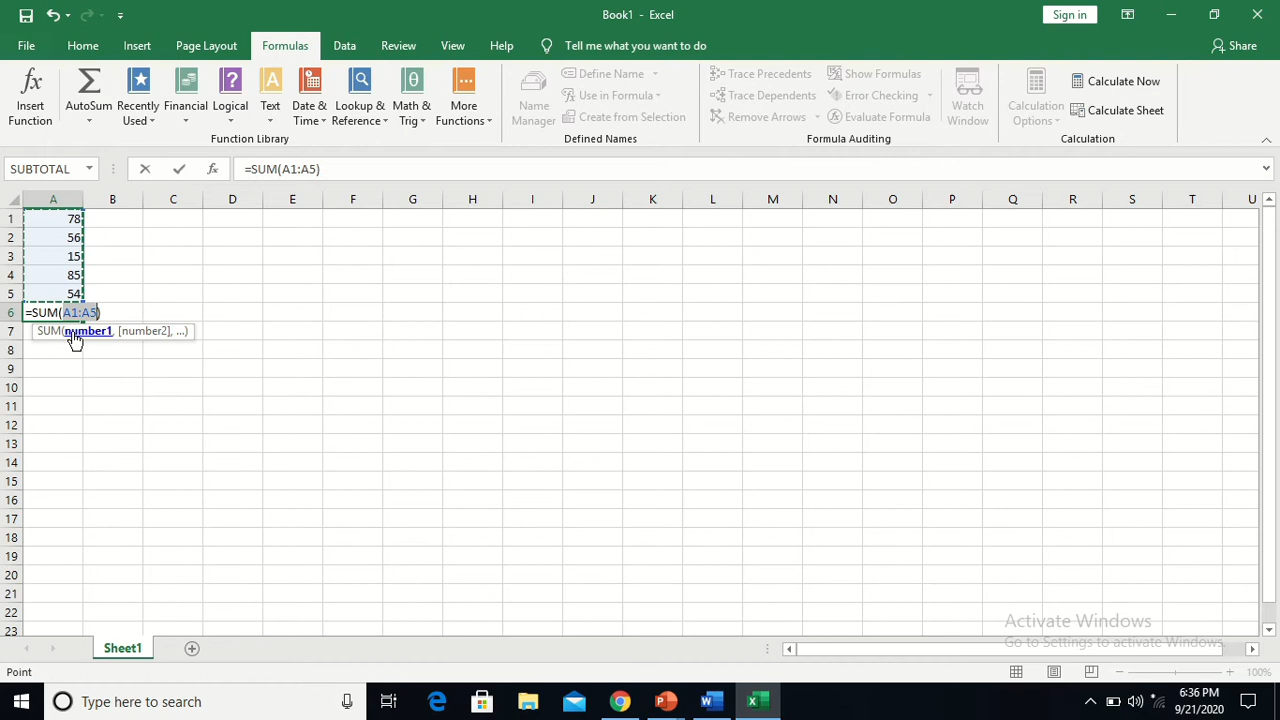 Book1 - Excel
Sign in
File Home Insert Page Layout Formulas Data Review View Help Tell me what you want to do Share
Insert Function
AutoSum
Recently Used
Financial
Logical
Text
Date & Time
Lookup & Reference
Math & Trig
More Functions
Function Library
Name Manager
Define Name
Use in Formula
Create from Selection
Defined Names
Trace Precedents
Trace Dependents
Remove Arrows
Show Formulas
Error Checking
Evaluate Formula
Formula Auditing
Watch Window
Calculation Options
Calculate Now
Calculate Sheet
Calculation
SUBTOTAL fx =SUM(A1:A5)
A B C D E F G H I J K L M N O P Q R S T U
1 78
2 56
3 15
4 85
5 54
6 =SUM(A1:A5)
7 SUM(number1, [number2], ...)
8
9
10
11
12
13
14
15
16
17
18
19
20
21
22
23
Activate Windows
Go to Settings to activate Windows.
Sheet1
Point
100%
Type here to search
6:36 PM
9/21/2020